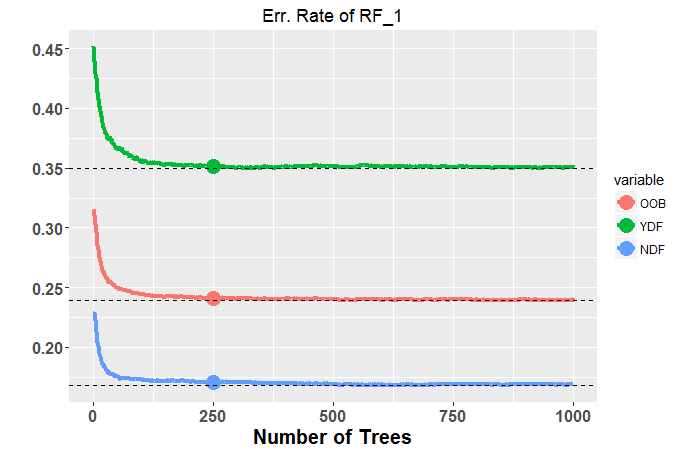 Err. Rate of RF_1
0.45
0.40
0.35
0.30
0.25
0.20
0 250 500 750 1000
Number of Trees
variable
OOB
YDF
NDF